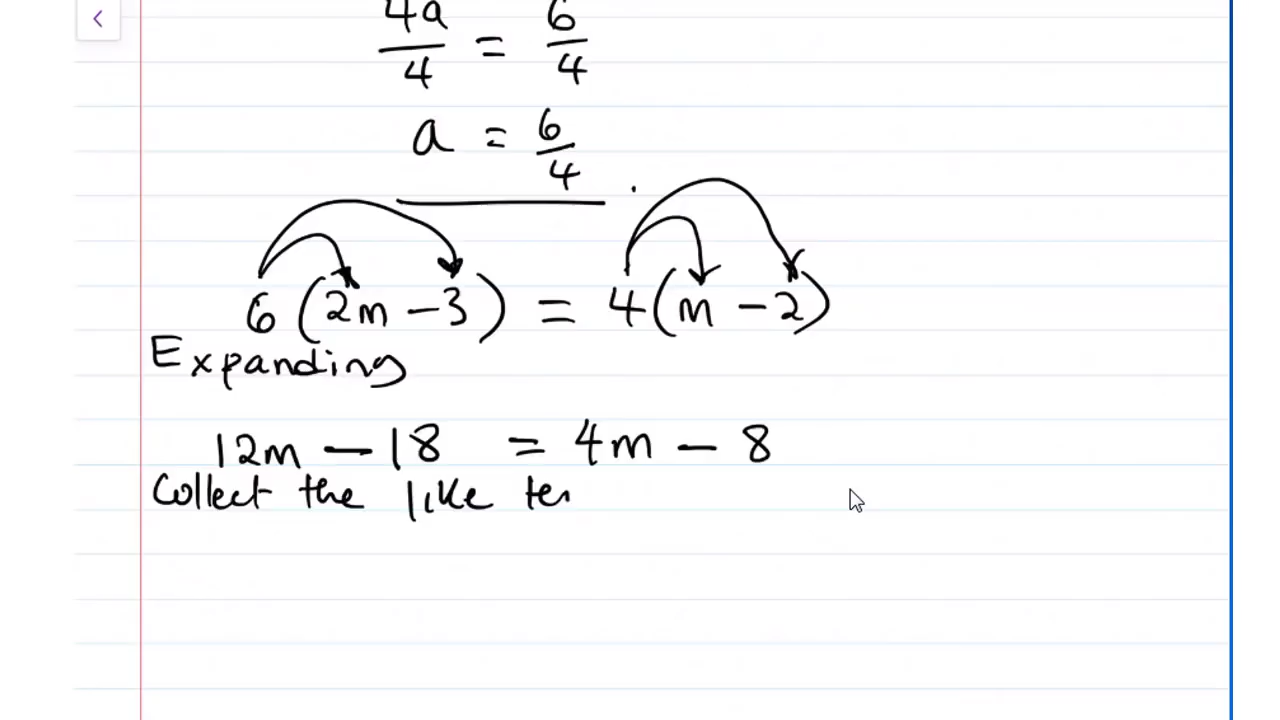 4a/4 = 6/4
a = 6/4
6(2m - 3) = 4(m - 2)
Expanding
12m - 18 = 4m - 8
Collect the like ter